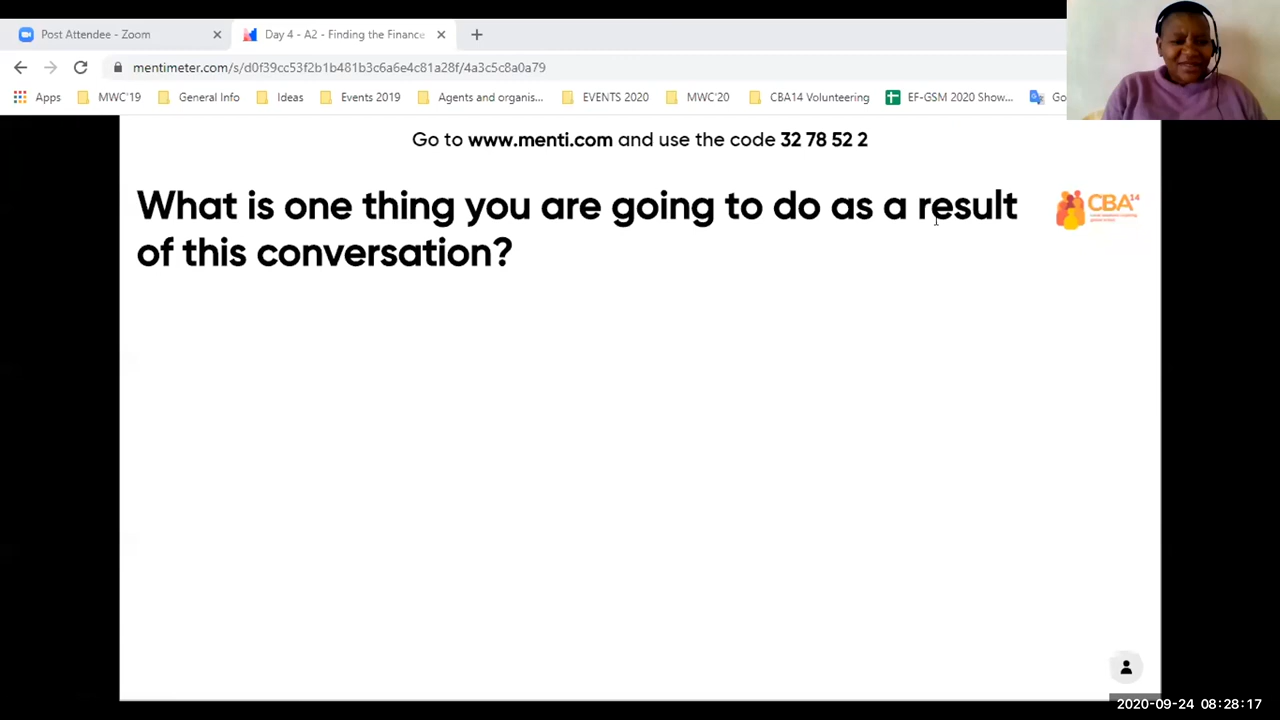 Post Attendee - Zoom
Day 4 - A2 - Finding the Finance
mentimeter.com/s/d0f39cc53f2b1b481b3c6a6e4c81a28f/4a3c5c8a0a79
Apps MWC'19 General Info Ideas Events 2019 Agents and organis... EVENTS 2020 MWC'20 CBA14 Volunteering EF-GSM 2020 Show... Go
Go to www.menti.com and use the code 32 78 52 2
What is one thing you are going to do as a result
of this conversation?
CBA14
2020-09-24 08:28:17